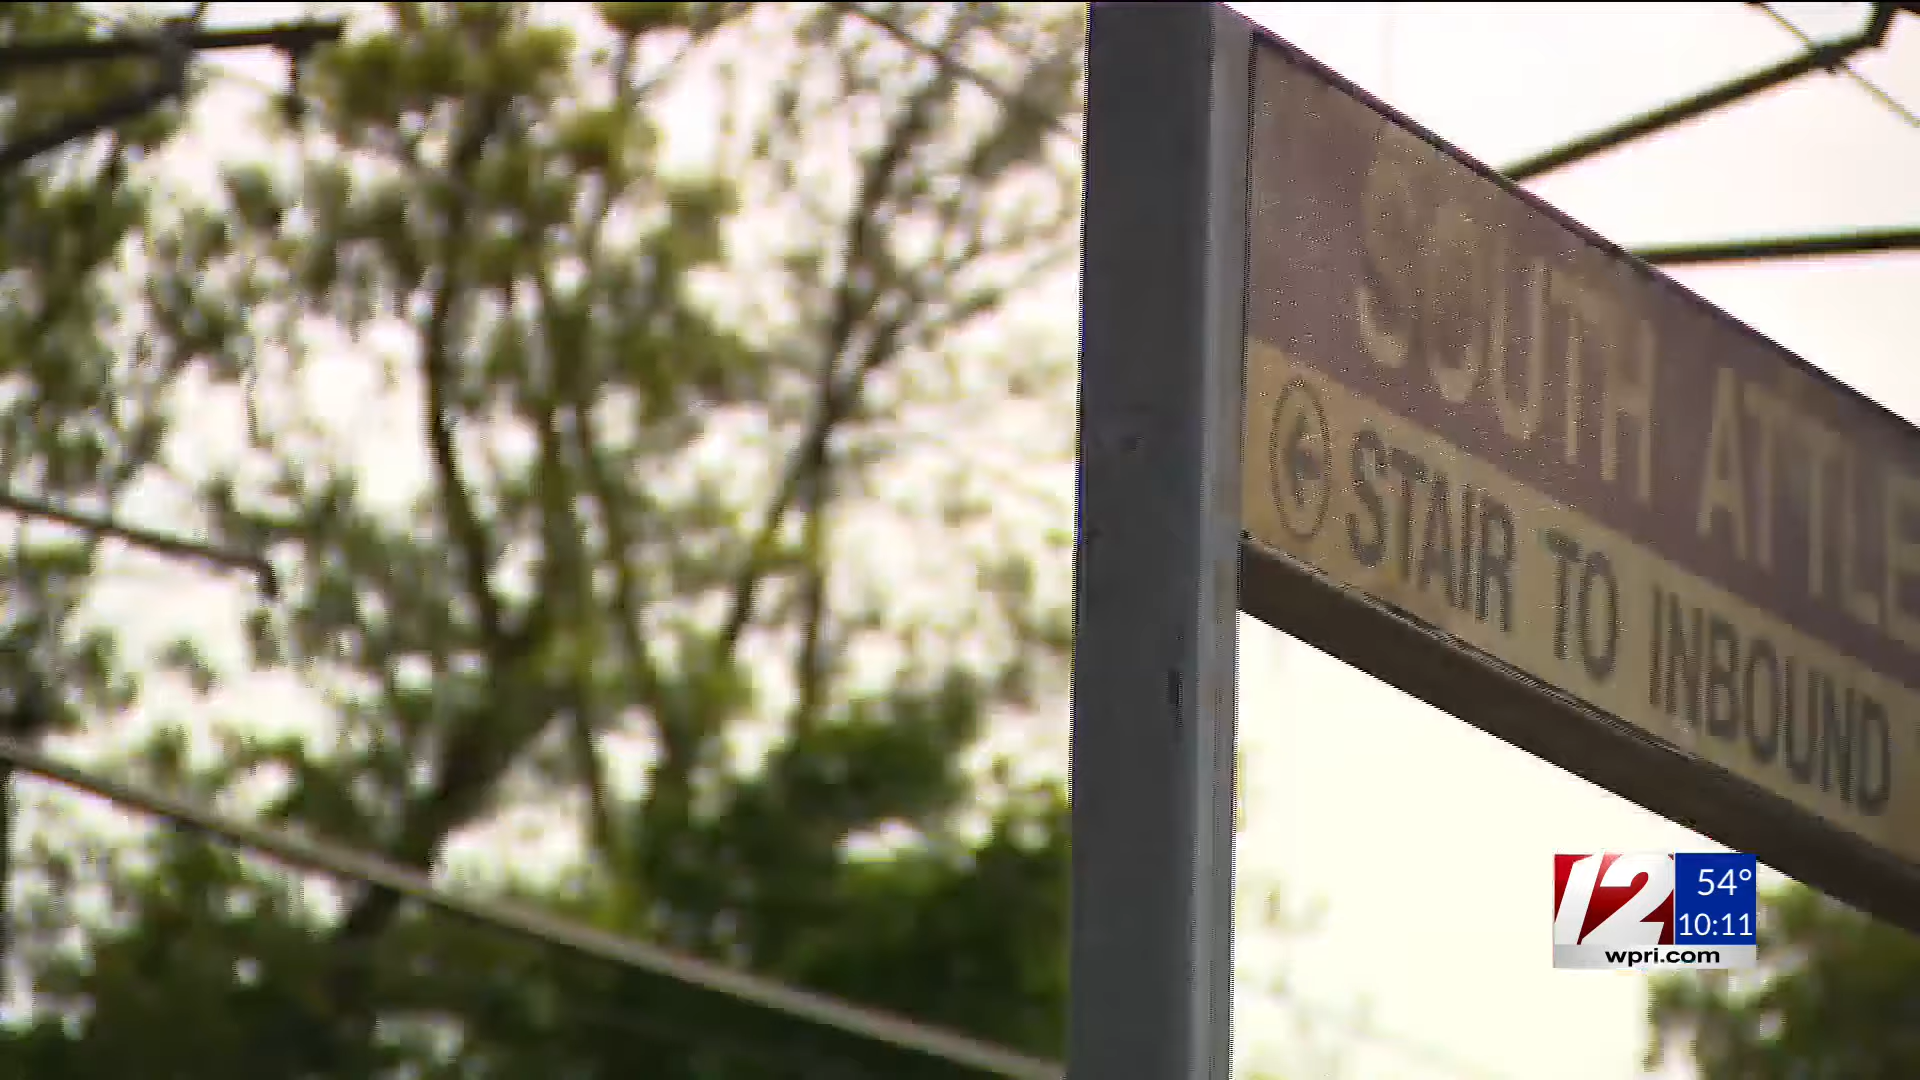 SOUTH ATTLE
STAIR TO INBOUND
12
54°
10:11
wpri.com